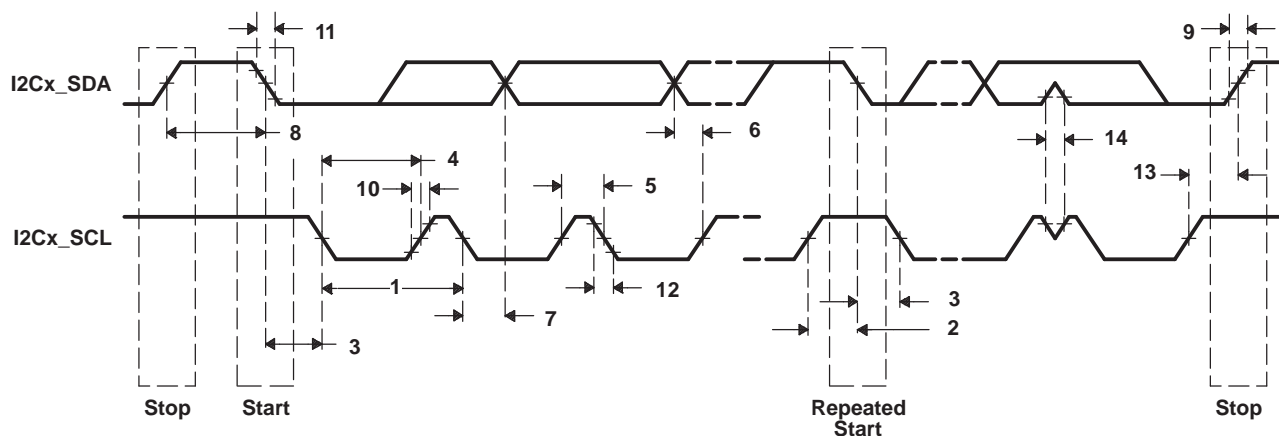 11
9
I2Cx_SDA
8
6
4
14
10
5
13
I2Cx_SCL
1
12
3
7
3
2
Stop
Start
Repeated
Start
Stop